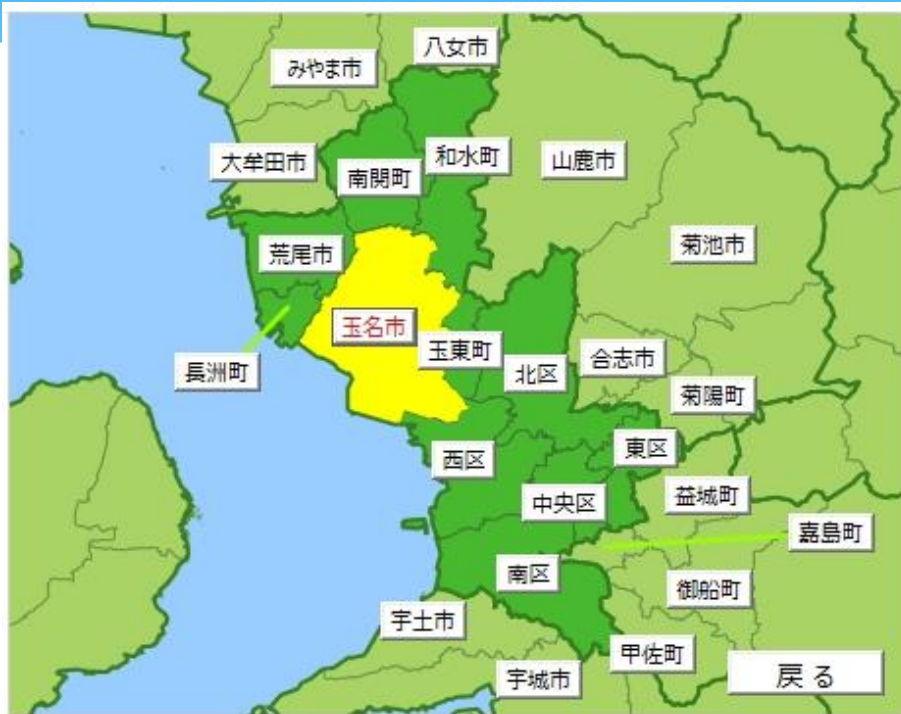 八女市
みやま市
大牟田市
南関町
和水町
山鹿市
菊池市
荒尾市
玉名市
玉東町
長洲町
北区
合志市
菊陽町
西区
東区
中央区
益城町
嘉島町
南区
御船町
宇土市
甲佐町
宇城市
戻る